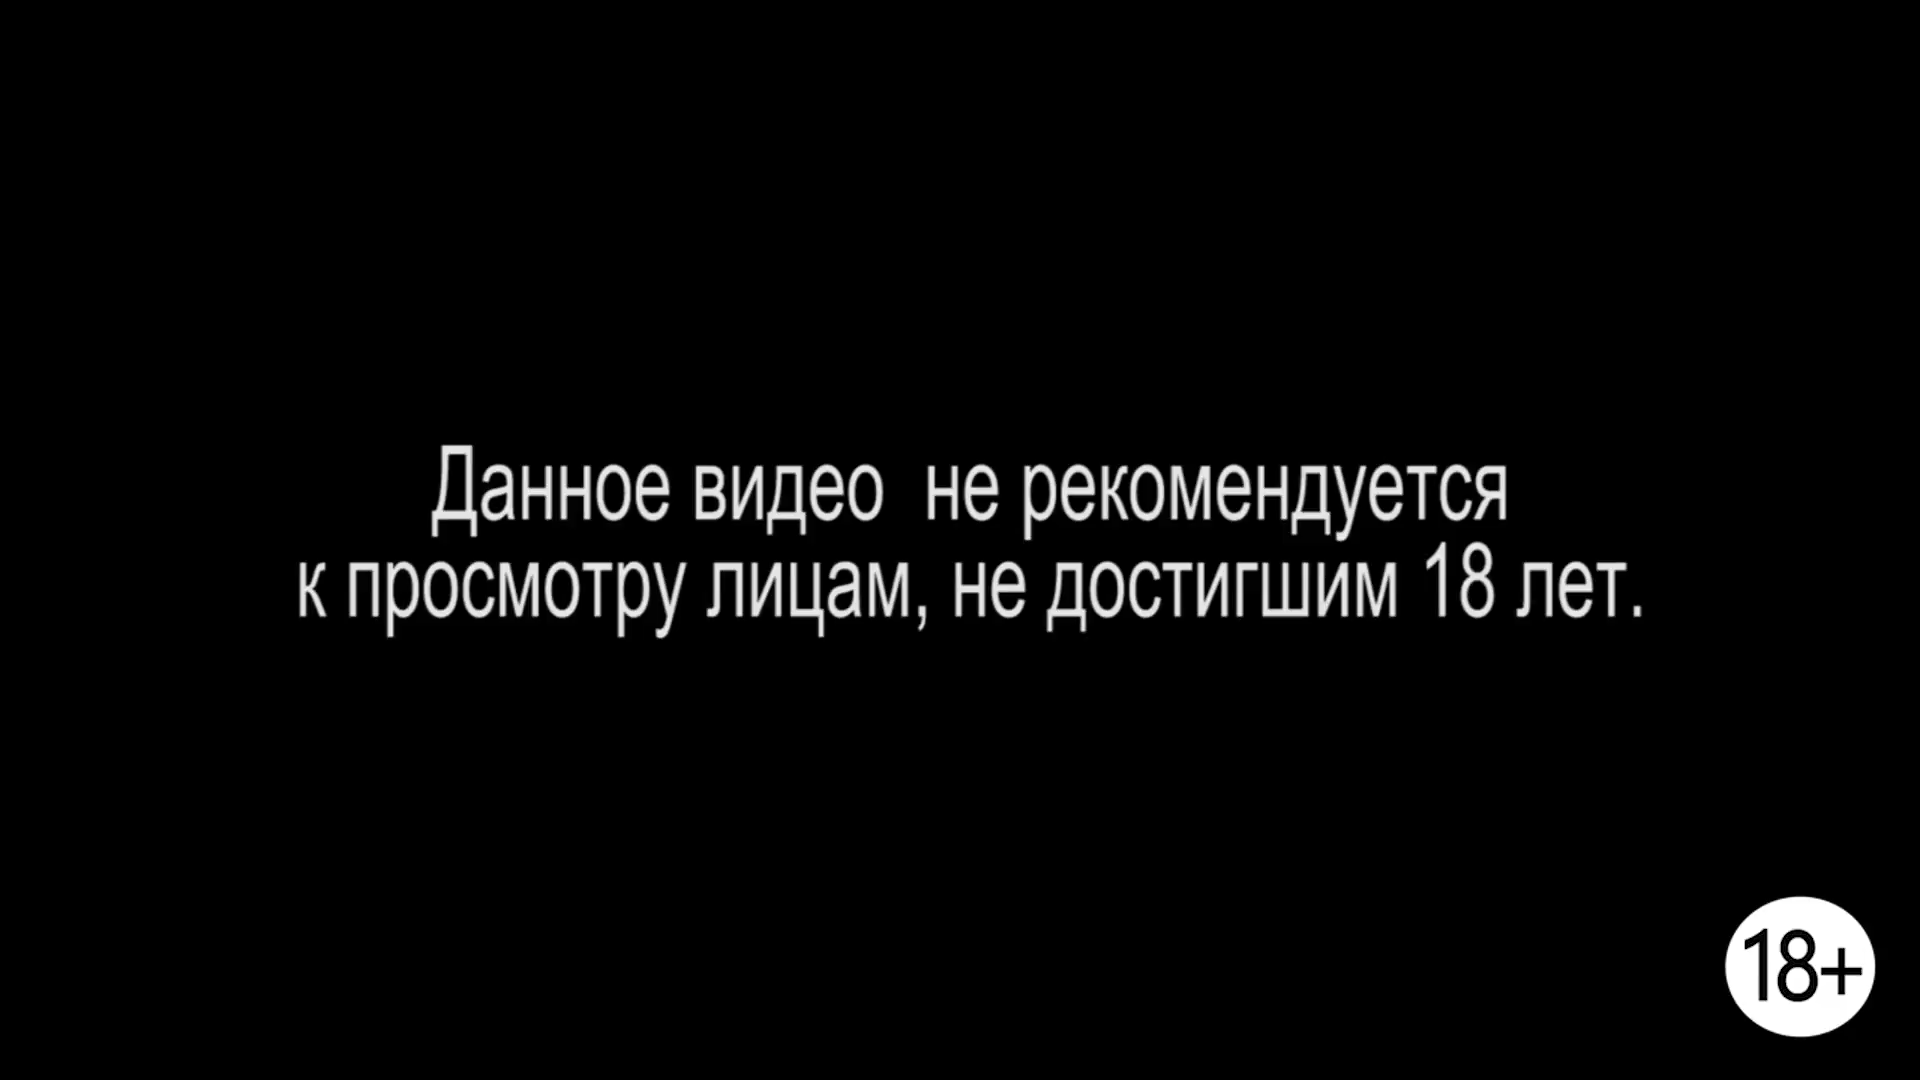 Данное видео  не рекомендуется
к просмотру лицам, не достигшим 18 лет.
18+